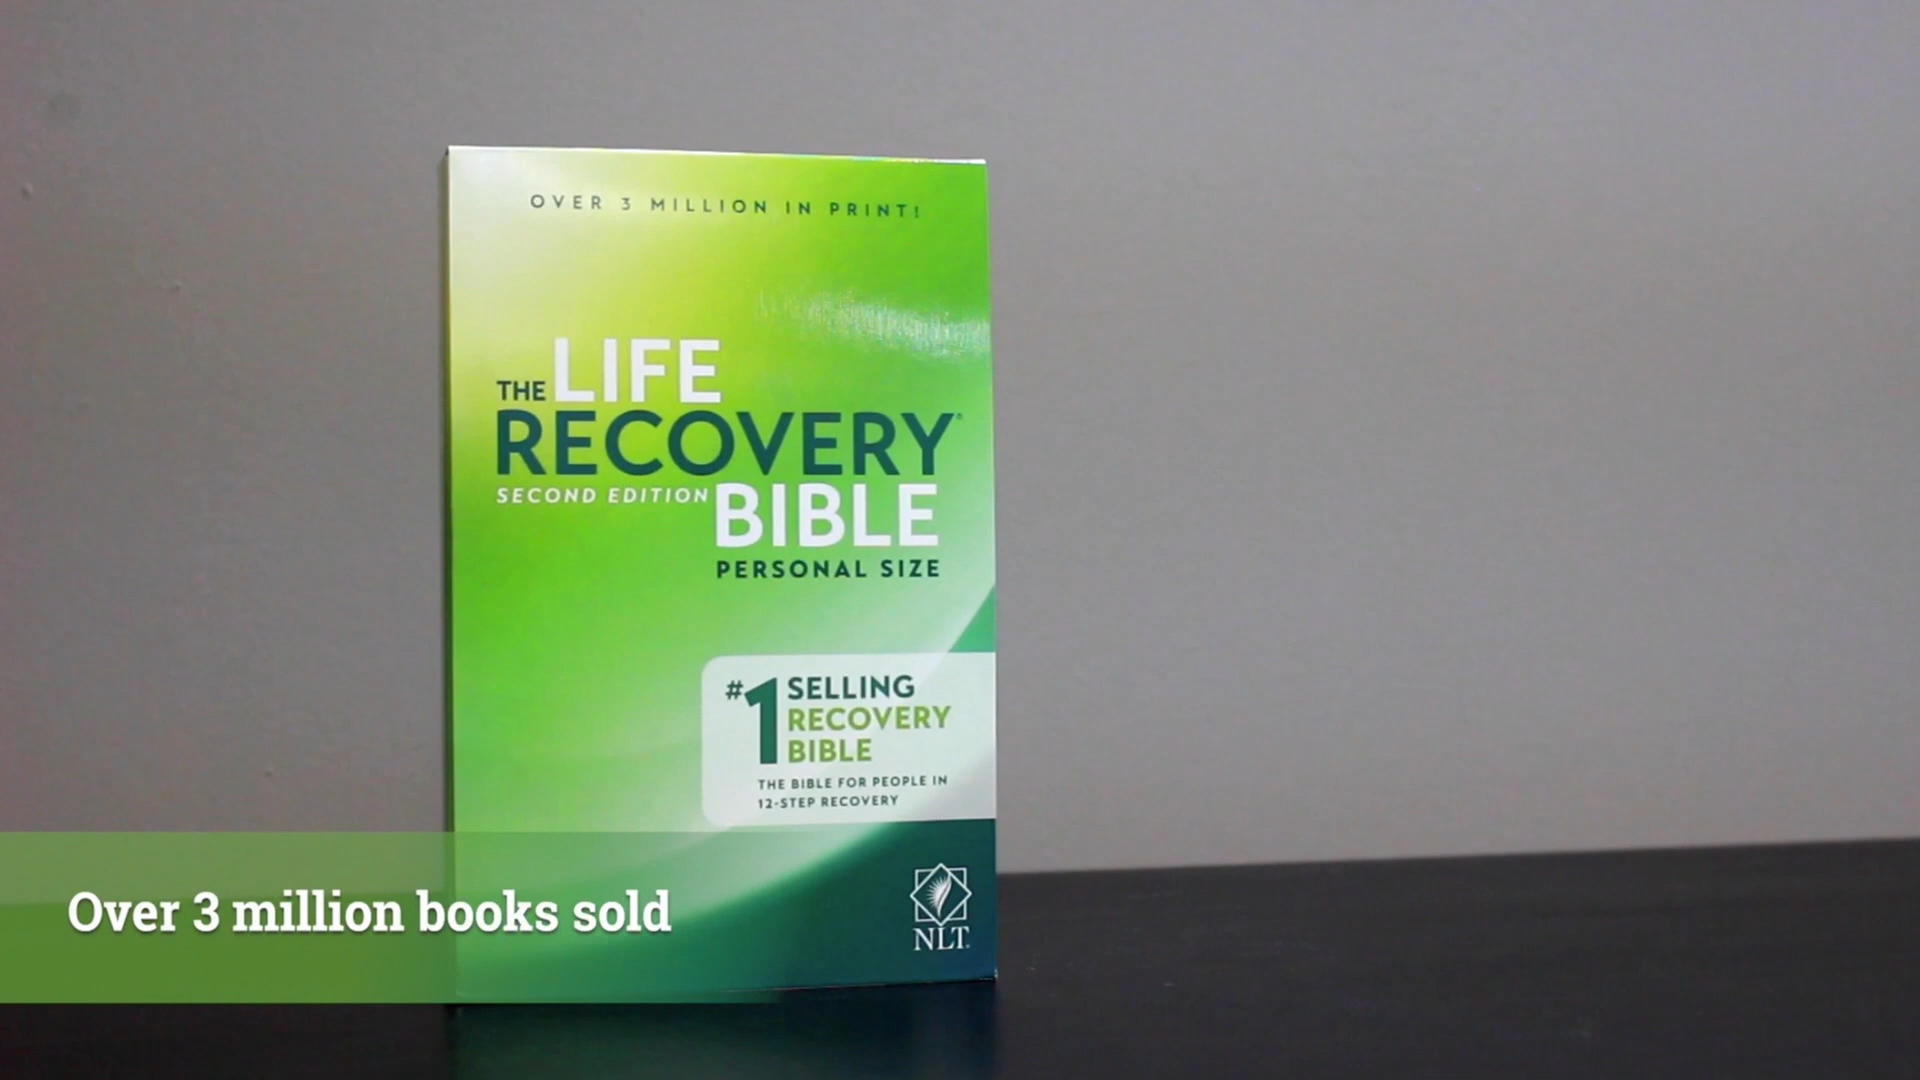 OVER 3 MILLION IN PRINT!
THE LIFE
RECOVERY®
SECOND EDITION BIBLE
PERSONAL SIZE
#1 SELLING
RECOVERY
BIBLE
THE BIBLE FOR PEOPLE IN
12-STEP RECOVERY
NLT
Over 3 million books sold